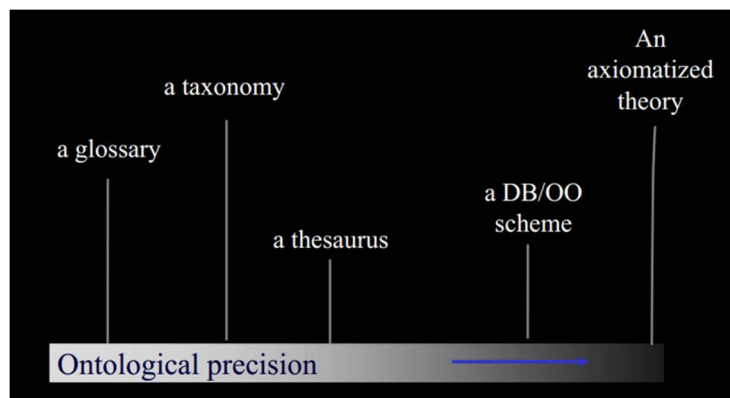 An
axiomatized
theory
a taxonomy
a glossary
a DB/OO
scheme
a thesaurus
Ontological precision